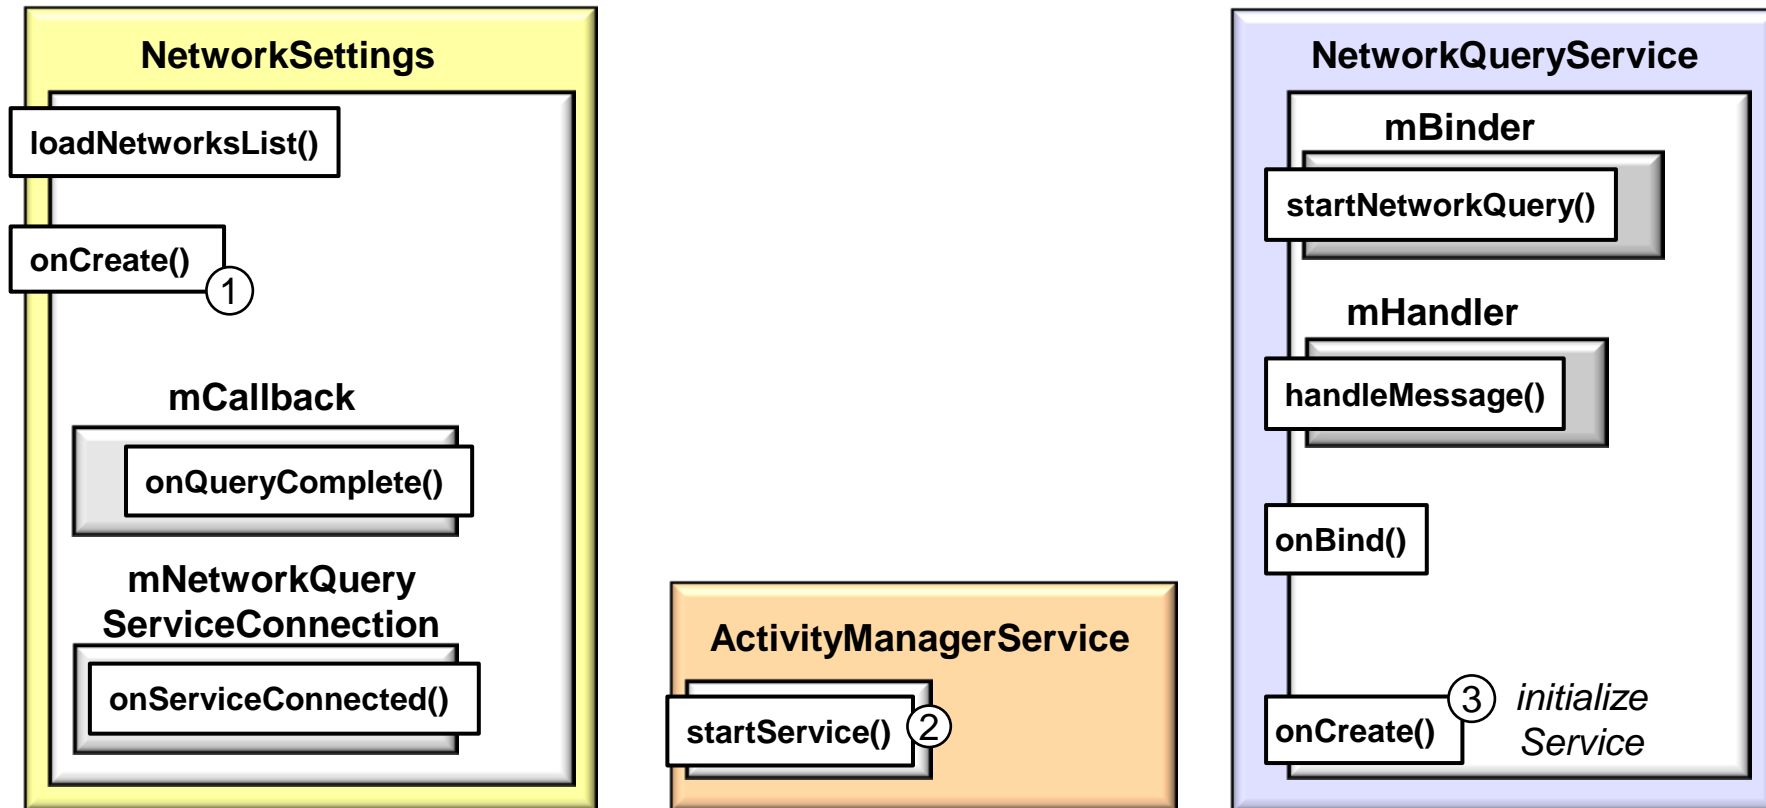 NetworkSettings
loadNetworksList()
onCreate()
1
mCallback
onQueryComplete()
mNetworkQuery
ServiceConnection
onServiceConnected()
ActivityManagerService
startService()
2
NetworkQueryService
mBinder
startNetworkQuery()
mHandler
handleMessage()
onBind()
onCreate()
3
initialize
Service